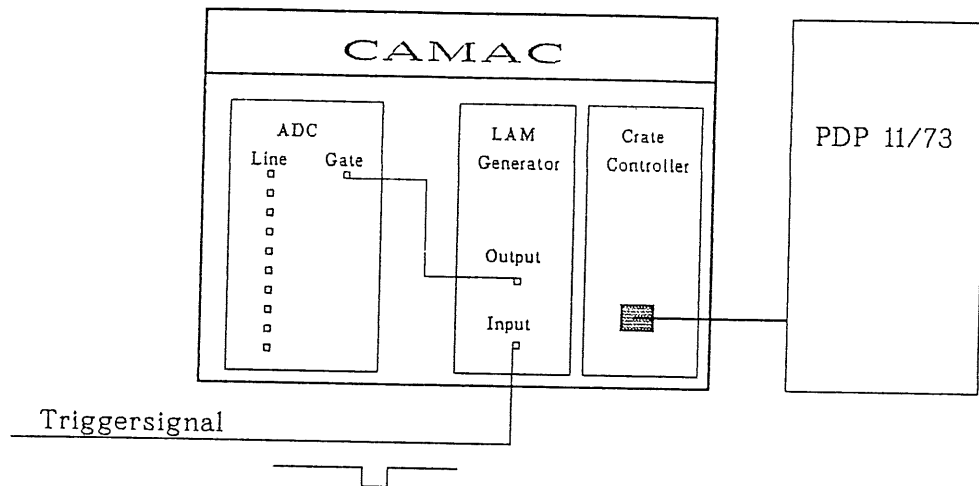 CAMAC
ADC
Line Gate
LAM
Generator
Output
Input
Crate
Controller
PDP 11/73
Triggersignal